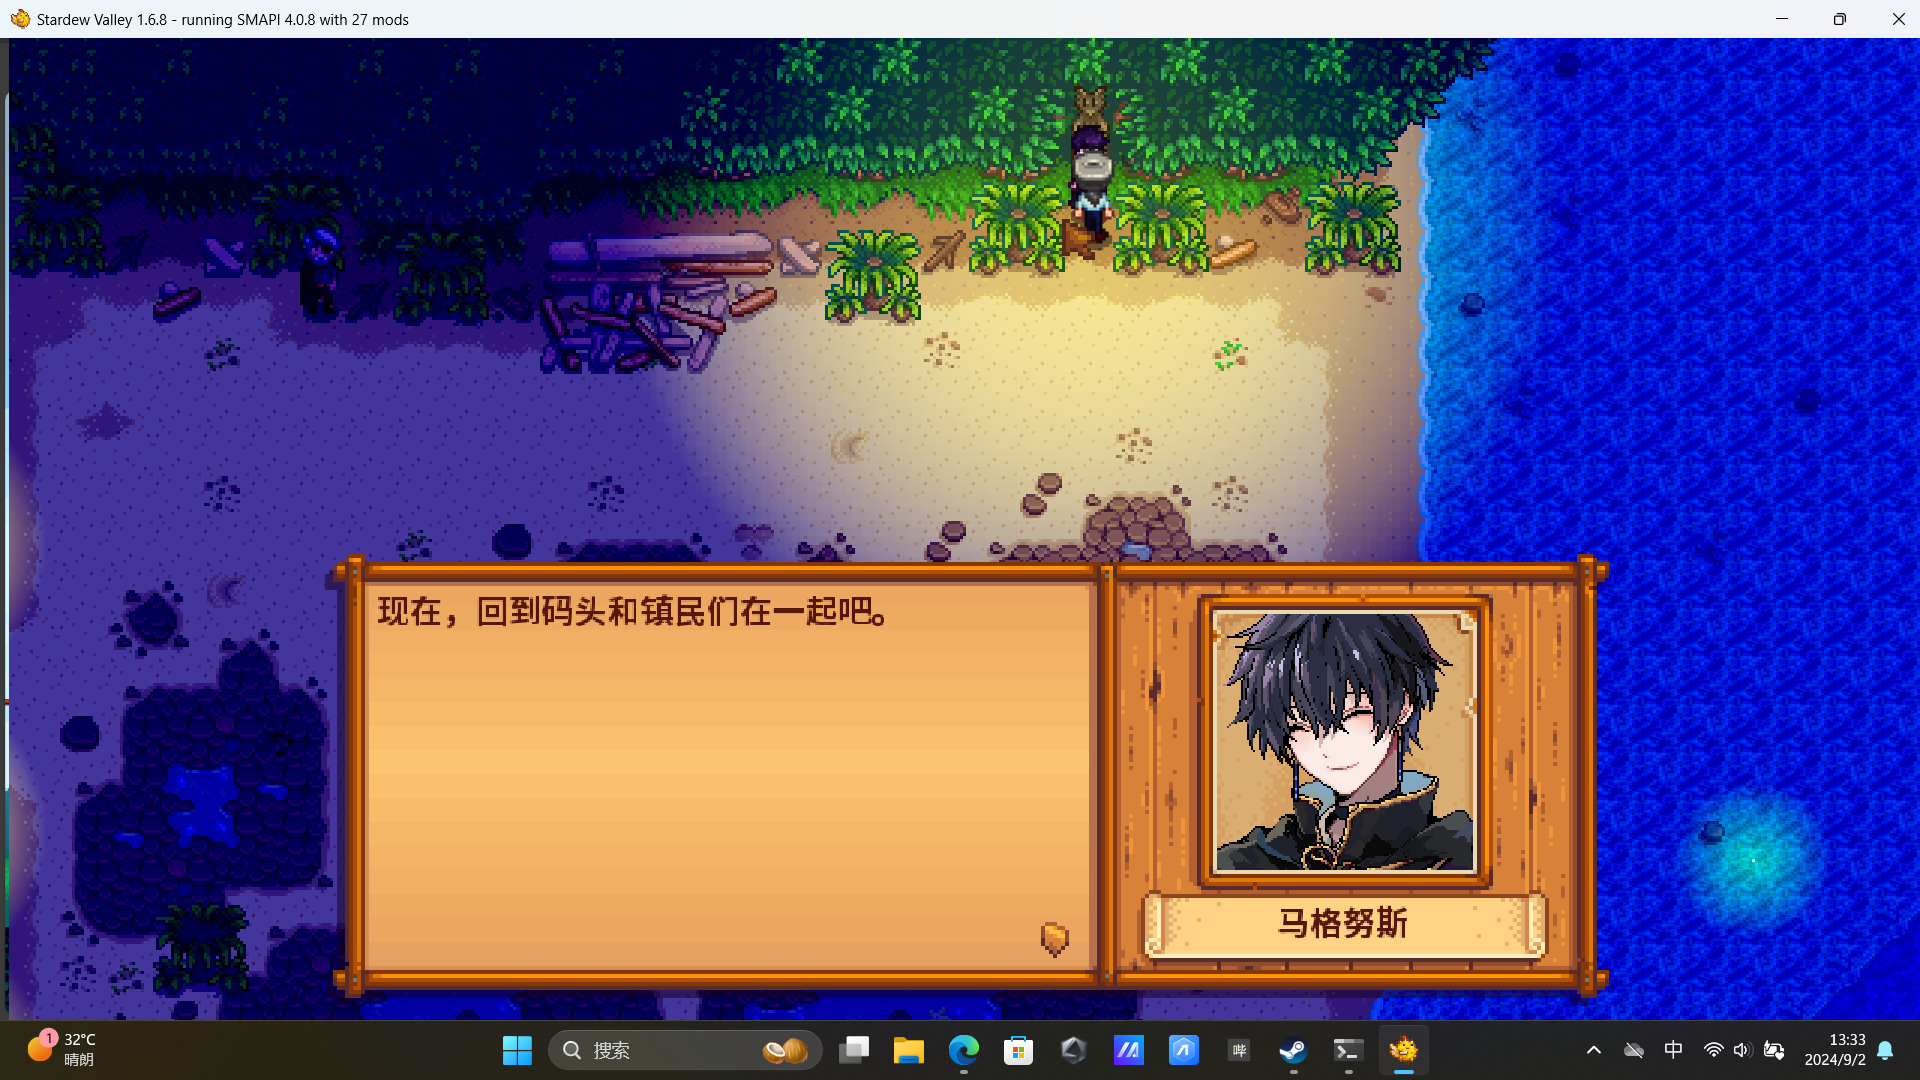 Stardew Valley 1.6.8 - running SMAPI 4.0.8 with 27 mods
现在，回到码头和镇民们在一起吧。
马格努斯
1
32°C
晴朗
搜索
哔
中
13:33
2024/9/2